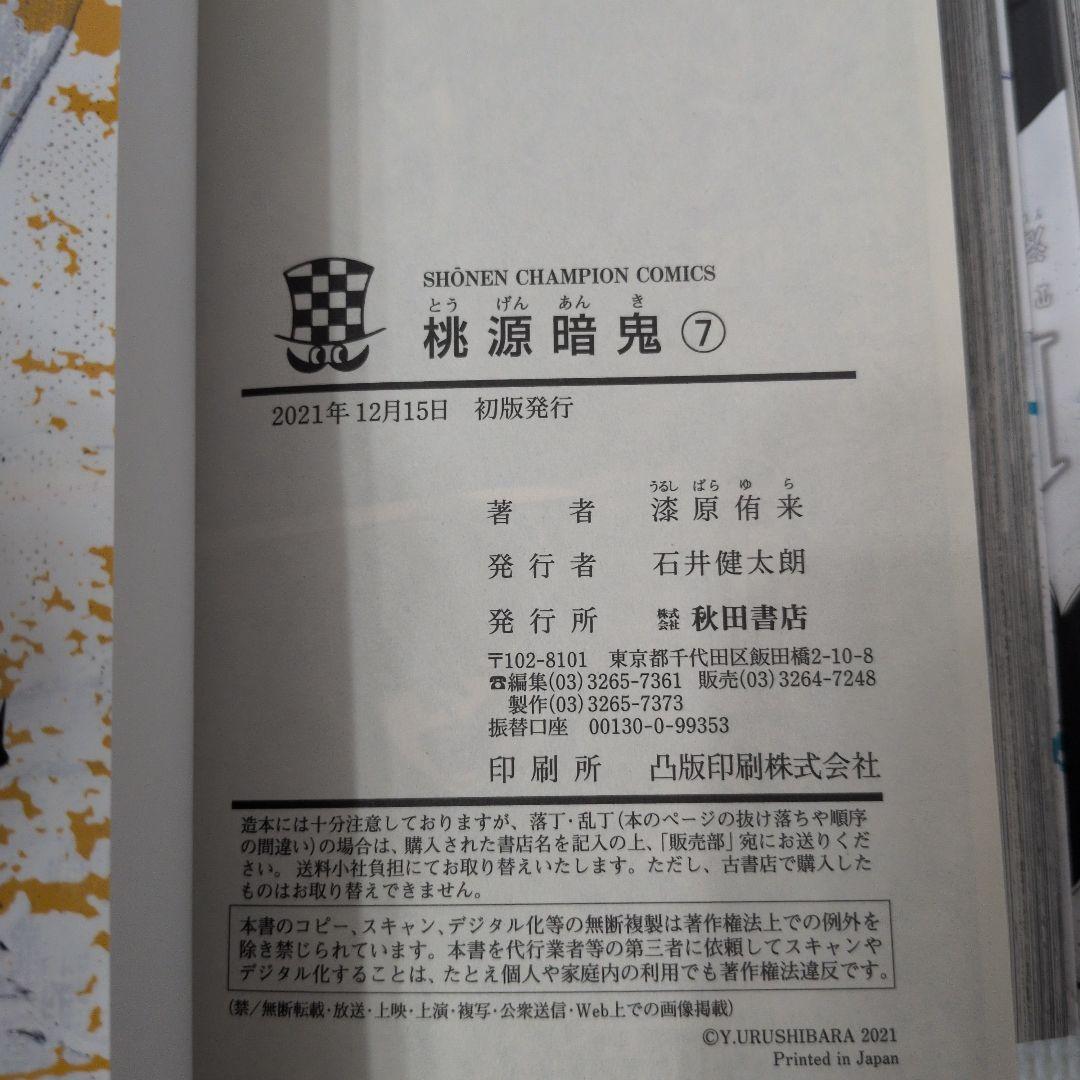 SHŌNEN CHAMPION COMICS
とう げん あん き
桃源暗鬼⑦
2021年12月15日 初版発行
うるし ばら ゆ ら
著者 漆原侑来
発行者 石井健太朗
発行所 株式会社 秋田書店
〒102-8101 東京都千代田区飯田橋2-10-8
☎編集(03)3265-7361 販売(03)3264-7248
製作(03)3265-7373
振替口座 00130-0-99353
印刷所 凸版印刷株式会社
造本には十分注意しておりますが、落丁・乱丁(本のページの抜け落ちや順序
の間違い)の場合は、購入された書店名を記入の上、「販売部」宛にお送りくだ
さい。送料小社負担にてお取り替えいたします。ただし、古書店で購入した
ものはお取り替えできません。
本書のコピー、スキャン、デジタル化等の無断複製は著作権法上での例外を
除き禁じられています。本書を代行業者等の第三者に依頼してスキャンや
デジタル化することは、たとえ個人や家庭内の利用でも著作権法違反です。
(禁/無断転載・放送・上映・上演・複写・公衆送信・Web上での画像掲載)
©Y.URUSHIBARA 2021
Printed in Japan